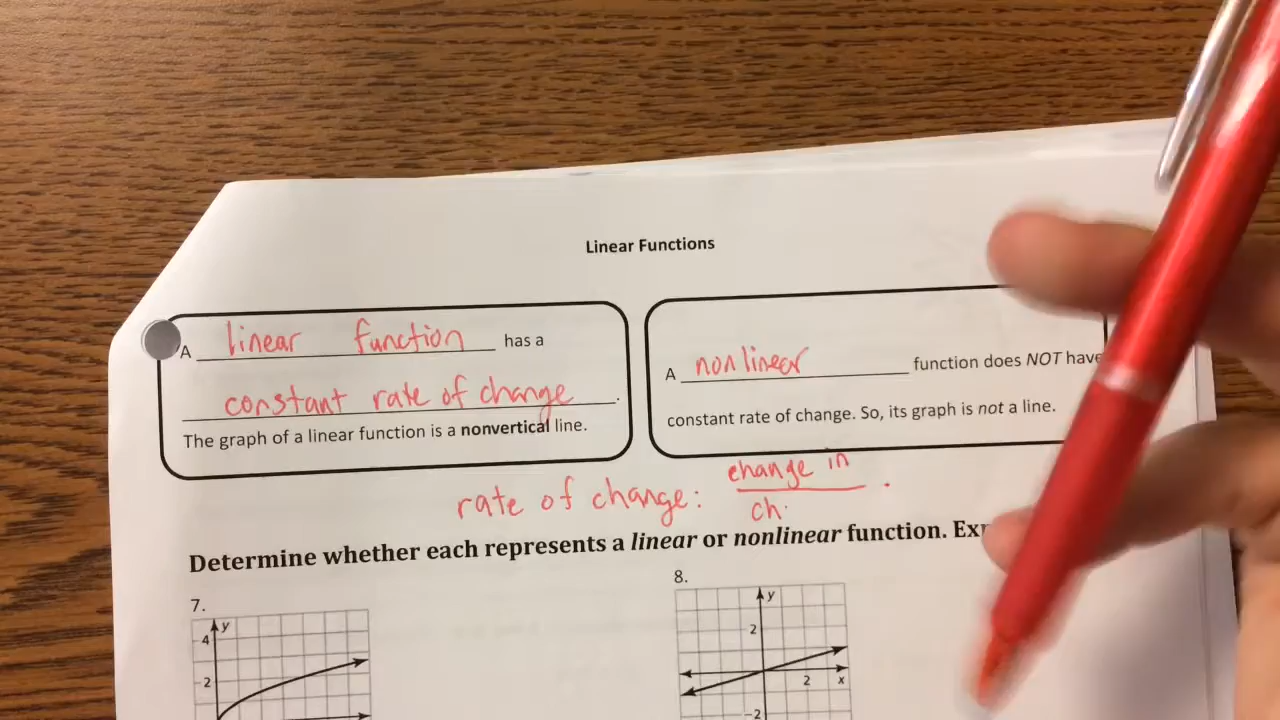 Linear Functions
A linear function has a
constant rate of change.
The graph of a linear function is a nonvertical line.
A nonlinear function does NOT have
constant rate of change. So, its graph is not a line.
rate of change: change in
ch
Determine whether each represents a linear or nonlinear function.
7.
y
4
2
8.
y
2
2 x
-2